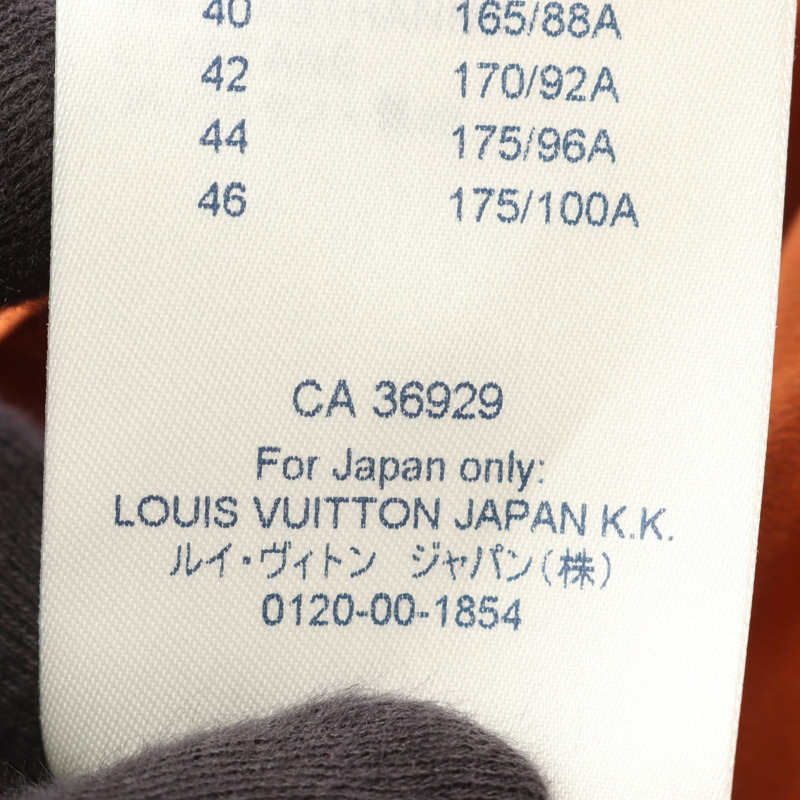 40 165/88A
42 170/92A
44 175/96A
46 175/100A
CA 36929
For Japan only:
LOUIS VUITTON JAPAN K.K.
ルイ・ヴィトン ジャパン(株)
0120-00-1854